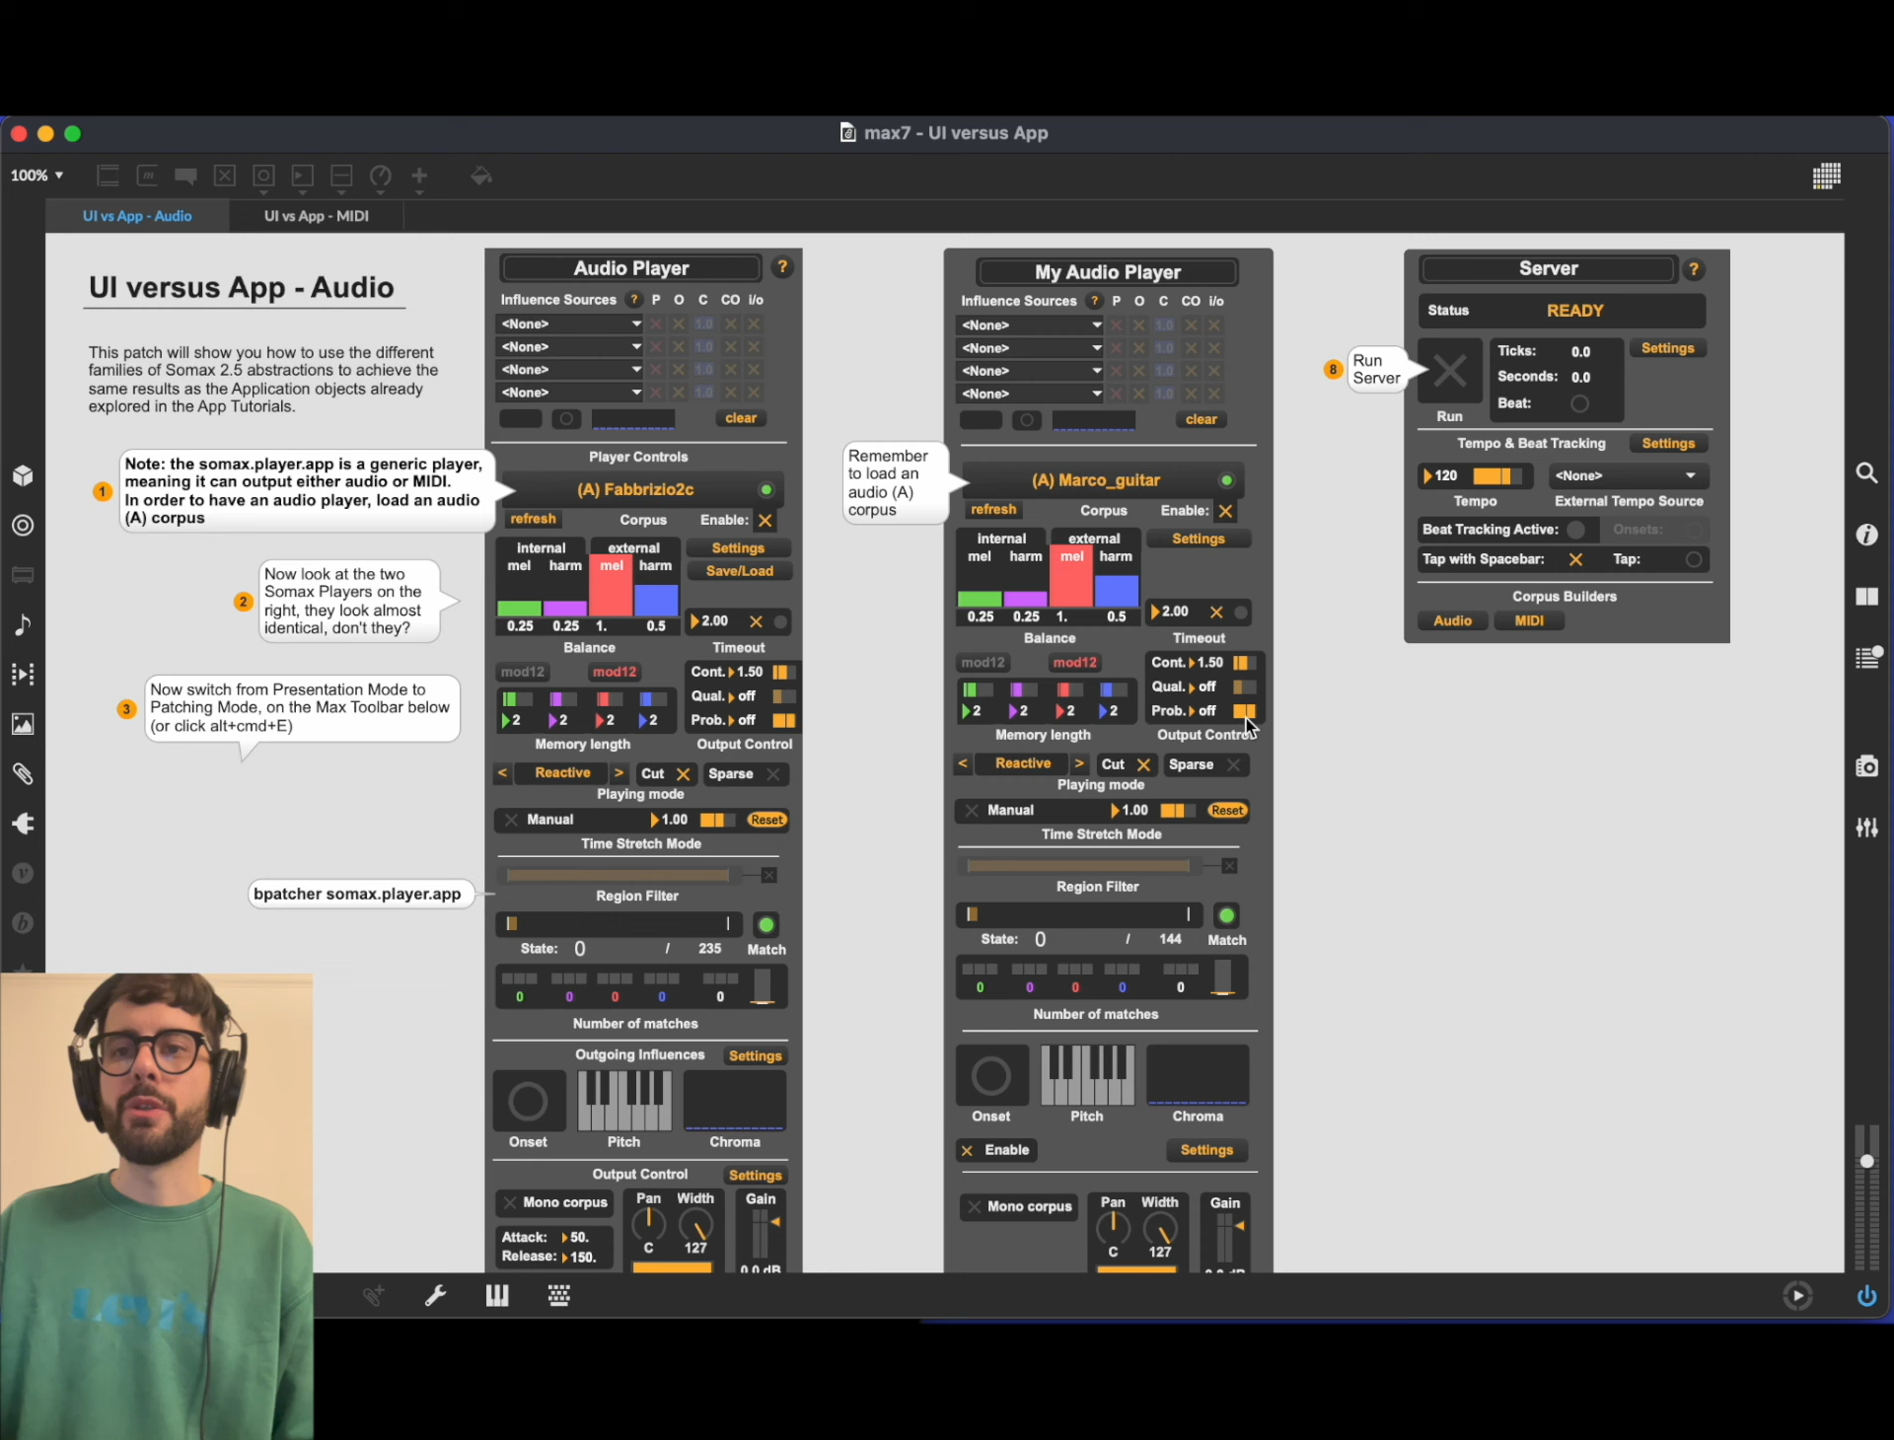 max7 - UI versus App
100%
UI vs App - Audio
UI vs App - MIDI
UI versus App - Audio
This patch will show you how to use the different
families of Somax 2.5 abstractions to achieve the
same results as the Application objects already
explored in the App Tutorials.
1
Note: the somax.player.app is a generic player,
meaning it can output either audio or MIDI.
In order to have an audio player, load an audio
(A) corpus
2
Now look at the two
Somax Players on the
right, they look almost
identical, don't they?
3
Now switch from Presentation Mode to
Patching Mode, on the Max Toolbar below
(or click alt+cmd+E)
bpatcher somax.player.app
Audio Player ?
Influence Sources ? P O C CO i/o
<None> 1.0
<None> 1.0
<None> 1.0
<None> 1.0
clear
Player Controls
(A) Fabbrizio2c
refresh Corpus Enable:
internal external Settings
mel harm mel harm
Save/Load
0.25 0.25 1. 0.5 2.00
Balance Timeout
mod12 mod12 Cont. 1.50
Qual. off
2 2 2 2 Prob. off
Memory length Output Control
< Reactive > Cut Sparse
Playing mode
Manual 1.00 Reset
Time Stretch Mode
Region Filter
State: 0 / 235 Match
0 0 0 0 0
Number of matches
Outgoing Influences Settings
Onset Pitch Chroma
Output Control Settings
Mono corpus Pan Width Gain
Attack: 50.
C 127
Release: 150.
0.0 dB
Remember
to load an
audio (A)
corpus
My Audio Player
Influence Sources ? P O C CO i/o
<None> 1.0
<None> 1.0
<None> 1.0
<None> 1.0
clear
(A) Marco_guitar
refresh Corpus Enable:
internal external Settings
mel harm mel harm
0.25 0.25 1. 0.5 2.00
Balance Timeout
mod12 mod12 Cont. 1.50
Qual. off
2 2 2 2 Prob. off
Memory length Output Control
< Reactive > Cut Sparse
Playing mode
Manual 1.00 Reset
Time Stretch Mode
Region Filter
State: 0 / 144 Match
0 0 0 0 0
Number of matches
Onset Pitch Chroma
Enable Settings
Mono corpus Pan Width Gain
C 127
8
Run
Server
Server ?
Status READY
Ticks: 0.0 Settings
Seconds: 0.0
Beat:
Run
Tempo & Beat Tracking Settings
120 <None>
Tempo External Tempo Source
Beat Tracking Active: Onsets:
Tap with Spacebar: Tap:
Corpus Builders
Audio MIDI